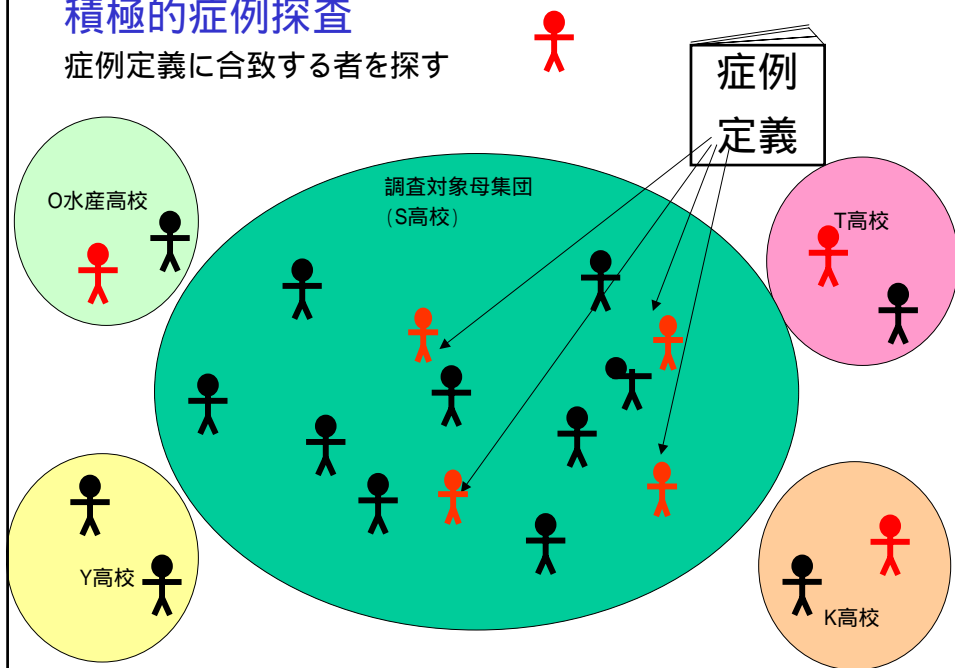 積極的症例探査
症例定義に合致する者を探す
症例
定義
O水産高校
調査対象母集団
(S高校)
T高校
Y高校
K高校